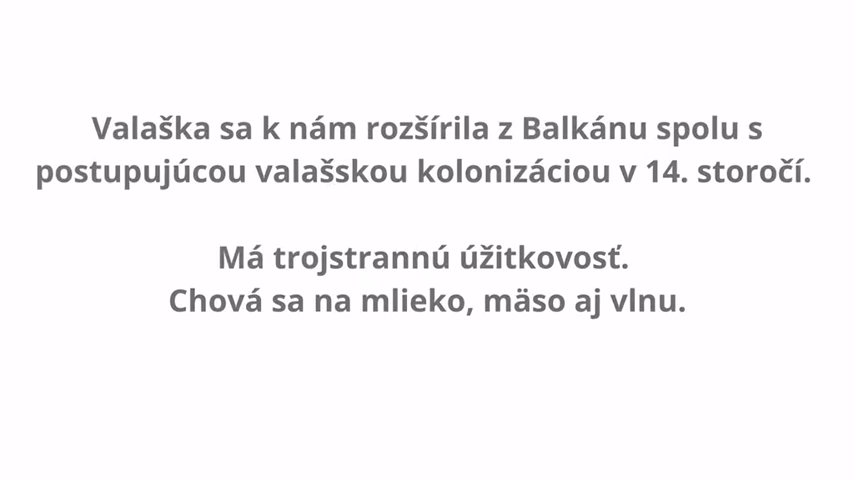 Valaška sa k nám rozšírila z Balkánu spolu s
postupujúcou valašskou kolonizáciou v 14. storočí.
Má trojstrannú úžitkovosť.
Chová sa na mlieko, mäso aj vlnu.